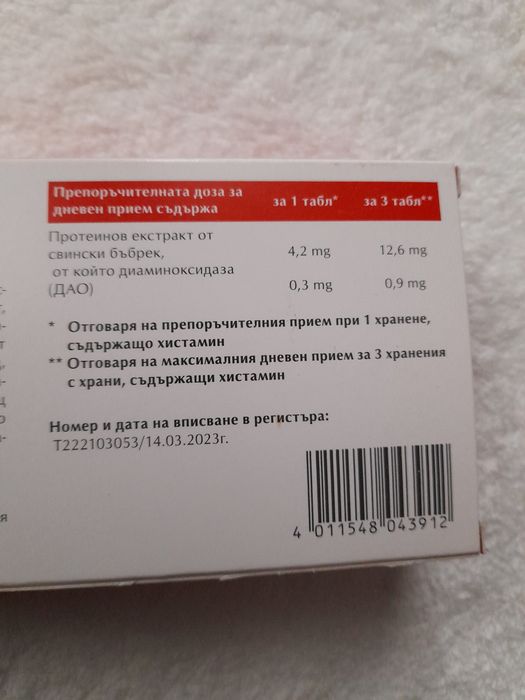 Препоръчителната доза за
дневен прием съдържа
за 1 табл*
за 3 табл**
Протеинов екстракт от
свински бъбрек,
4,2 mg
12,6 mg
от който диаминоксидаза
(ДАО)
0,3 mg
0,9 mg
* Отговаря на препоръчителния прием при 1 хранене,
съдържащо хистамин
** Отговаря на максималния дневен прием за 3 хранения
с храни, съдържащи хистамин
Номер и дата на вписване в регистъра:
Т222103053/14.03.2023г.
4 011548 043912